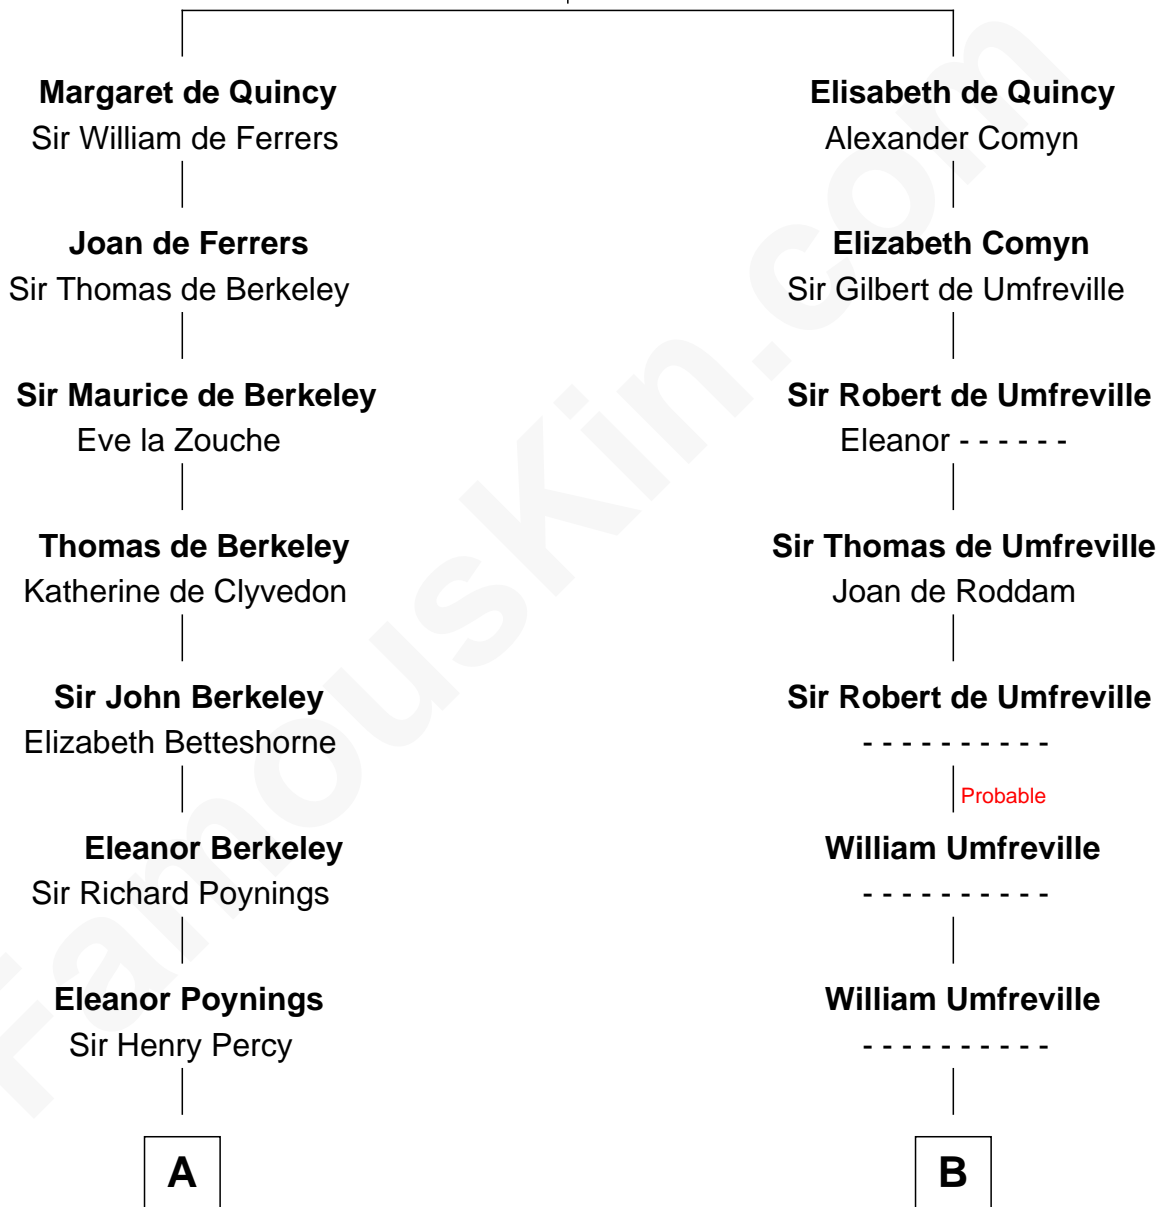 Margaret de Quincy
Sir William de Ferrers
Elisabeth de Quincy
Alexander Comyn
Joan de Ferrers
Sir Thomas de Berkeley
Elizabeth Comyn
Sir Gilbert de Umfreville
Sir Maurice de Berkeley
Eve la Zouche
Sir Robert de Umfreville
Eleanor - - - - - -
Thomas de Berkeley
Katherine de Clyvedon
Sir Thomas de Umfreville
Joan de Roddam
Sir John Berkeley
Elizabeth Betteshorne
Sir Robert de Umfreville
- - - - - - - - - -
Probable
Eleanor Berkeley
Sir Richard Poynings
William Umfreville
- - - - - - - - - -
Eleanor Poynings
Sir Henry Percy
William Umfreville
- - - - - - - - - -
A
B
FamousKin.com